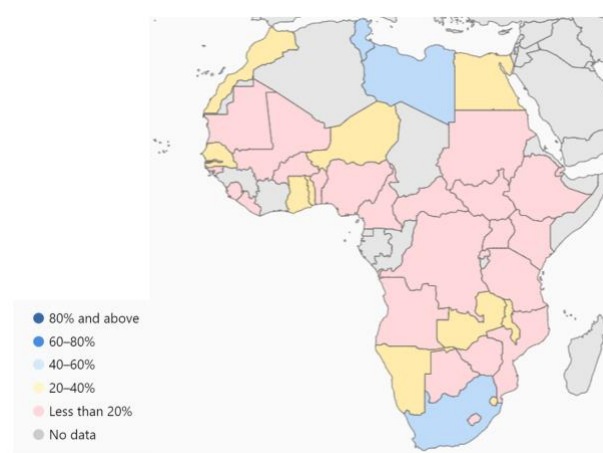 80% and above
60–80%
40–60%
20–40%
Less than 20%
No data